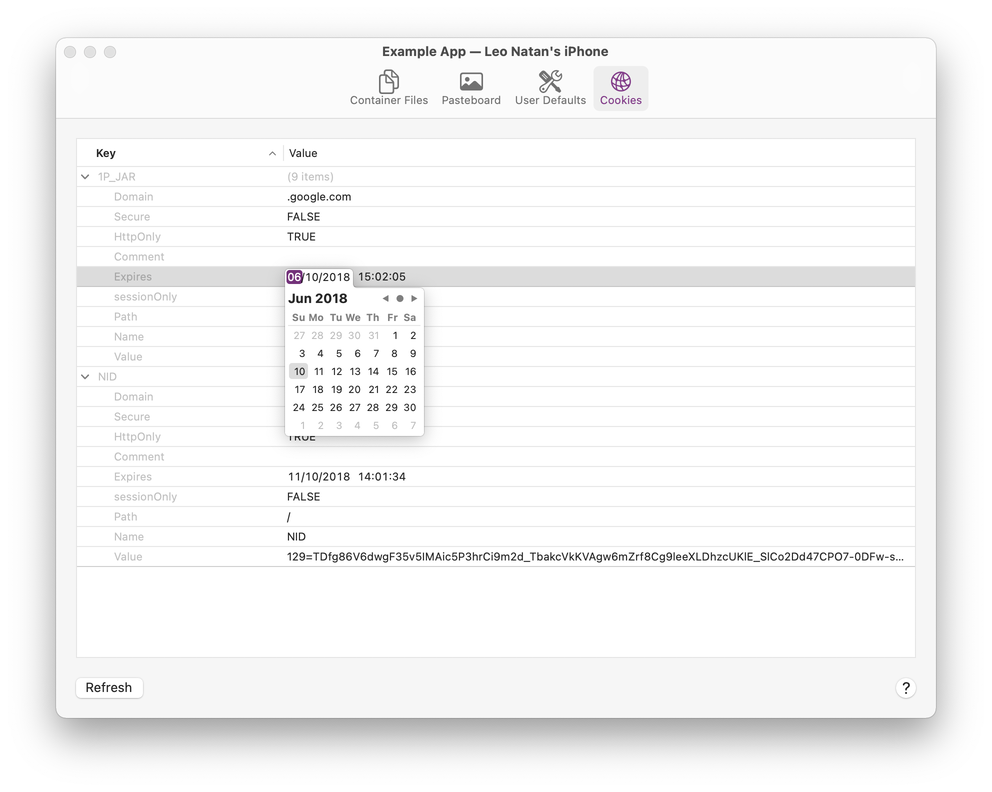 Example App — Leo Natan's iPhone
Container Files Pasteboard User Defaults Cookies
Key Value
1P_JAR (9 items)
Domain .google.com
Secure FALSE
HttpOnly TRUE
Comment
Expires 06/10/2018 15:02:05
sessionOnly
Path
Name
Value
Jun 2018
Su Mo Tu We Th Fr Sa
27 28 29 30 31 1 2
3 4 5 6 7 8 9
10 11 12 13 14 15 16
17 18 19 20 21 22 23
24 25 26 27 28 29 30
1 2 3 4 5 6 7
NID
Domain
Secure
HttpOnly TRUE
Comment
Expires 11/10/2018 14:01:34
sessionOnly FALSE
Path /
Name NID
Value 129=TDfg86V6dwgF35v5IMAic5P3hrCi9m2d_TbakcVkKVAgw6mZrf8Cg9IeeXLDhzcUKlE_SlCo2Dd47CPO7-0DFw-s...
Refresh ?